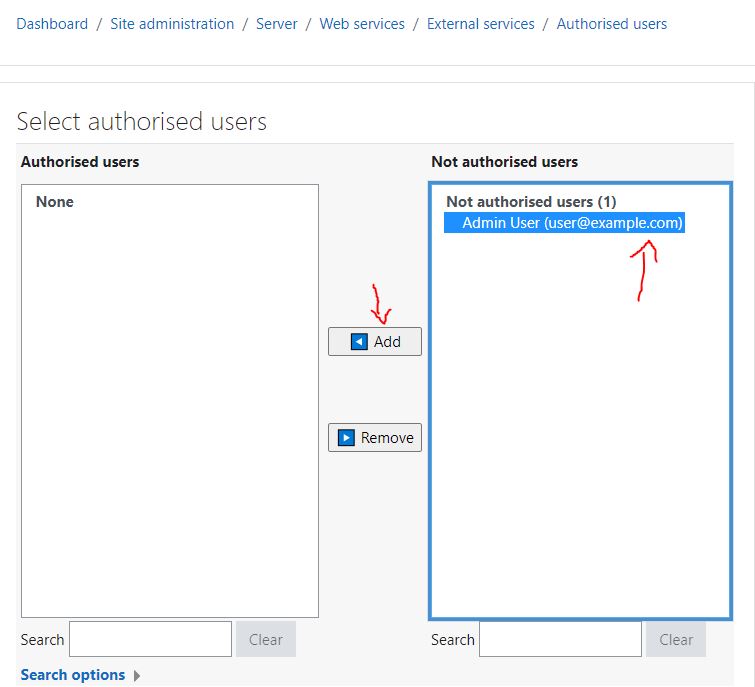 Dashboard / Site administration / Server / Web services / External services / Authorised users
Select authorised users
Authorised users
Not authorised users
None
Not authorised users (1)
Admin User (user@example.com)
Add
Remove
Search
Clear
Search
Clear
Search options